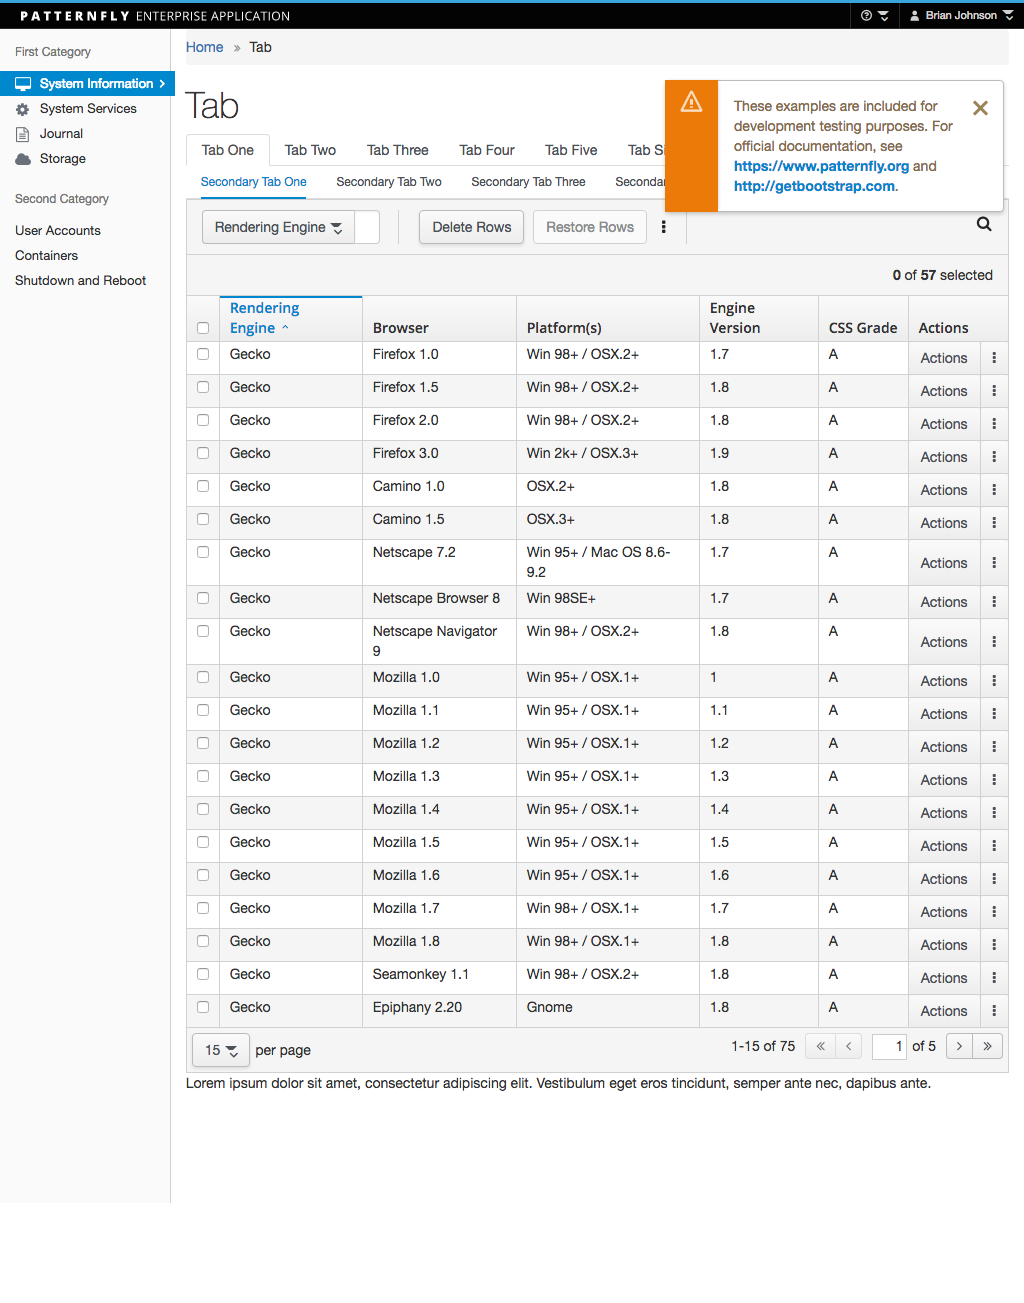 PATTERNFLY ENTERPRISE APPLICATION
Brian Johnson
First Category
System Information
System Services
Journal
Storage
Second Category
User Accounts
Containers
Shutdown and Reboot
Home » Tab
Tab
These examples are included for
development testing purposes. For
official documentation, see
https://www.patternfly.org and
http://getbootstrap.com.
Tab One Tab Two Tab Three Tab Four Tab Five Tab
Secondary Tab One Secondary Tab Two Secondary Tab Three
Rendering Engine Delete Rows Restore Rows
0 of 57 selected
Rendering
Engine Browser Platform(s) Engine
Version CSS Grade Actions
Gecko Firefox 1.0 Win 98+ / OSX.2+ 1.7 A Actions
Gecko Firefox 1.5 Win 98+ / OSX.2+ 1.8 A Actions
Gecko Firefox 2.0 Win 98+ / OSX.2+ 1.8 A Actions
Gecko Firefox 3.0 Win 2k+ / OSX.3+ 1.9 A Actions
Gecko Camino 1.0 OSX.2+ 1.8 A Actions
Gecko Camino 1.5 OSX.3+ 1.8 A Actions
Gecko Netscape 7.2 Win 95+ / Mac OS 8.6-
9.2 1.7 A Actions
Gecko Netscape Browser 8 Win 98SE+ 1.7 A Actions
Gecko Netscape Navigator
9 Win 98+ / OSX.2+ 1.8 A Actions
Gecko Mozilla 1.0 Win 95+ / OSX.1+ 1 A Actions
Gecko Mozilla 1.1 Win 95+ / OSX.1+ 1.1 A Actions
Gecko Mozilla 1.2 Win 95+ / OSX.1+ 1.2 A Actions
Gecko Mozilla 1.3 Win 95+ / OSX.1+ 1.3 A Actions
Gecko Mozilla 1.4 Win 95+ / OSX.1+ 1.4 A Actions
Gecko Mozilla 1.5 Win 95+ / OSX.1+ 1.5 A Actions
Gecko Mozilla 1.6 Win 95+ / OSX.1+ 1.6 A Actions
Gecko Mozilla 1.7 Win 98+ / OSX.1+ 1.7 A Actions
Gecko Mozilla 1.8 Win 98+ / OSX.1+ 1.8 A Actions
Gecko Seamonkey 1.1 Win 98+ / OSX.2+ 1.8 A Actions
Gecko Epiphany 2.20 Gnome 1.8 A Actions
15 per page 1-15 of 75 « ‹ 1 of 5 › »
Lorem ipsum dolor sit amet, consectetur adipiscing elit. Vestibulum eget eros tincidunt, semper ante nec, dapibus ante.